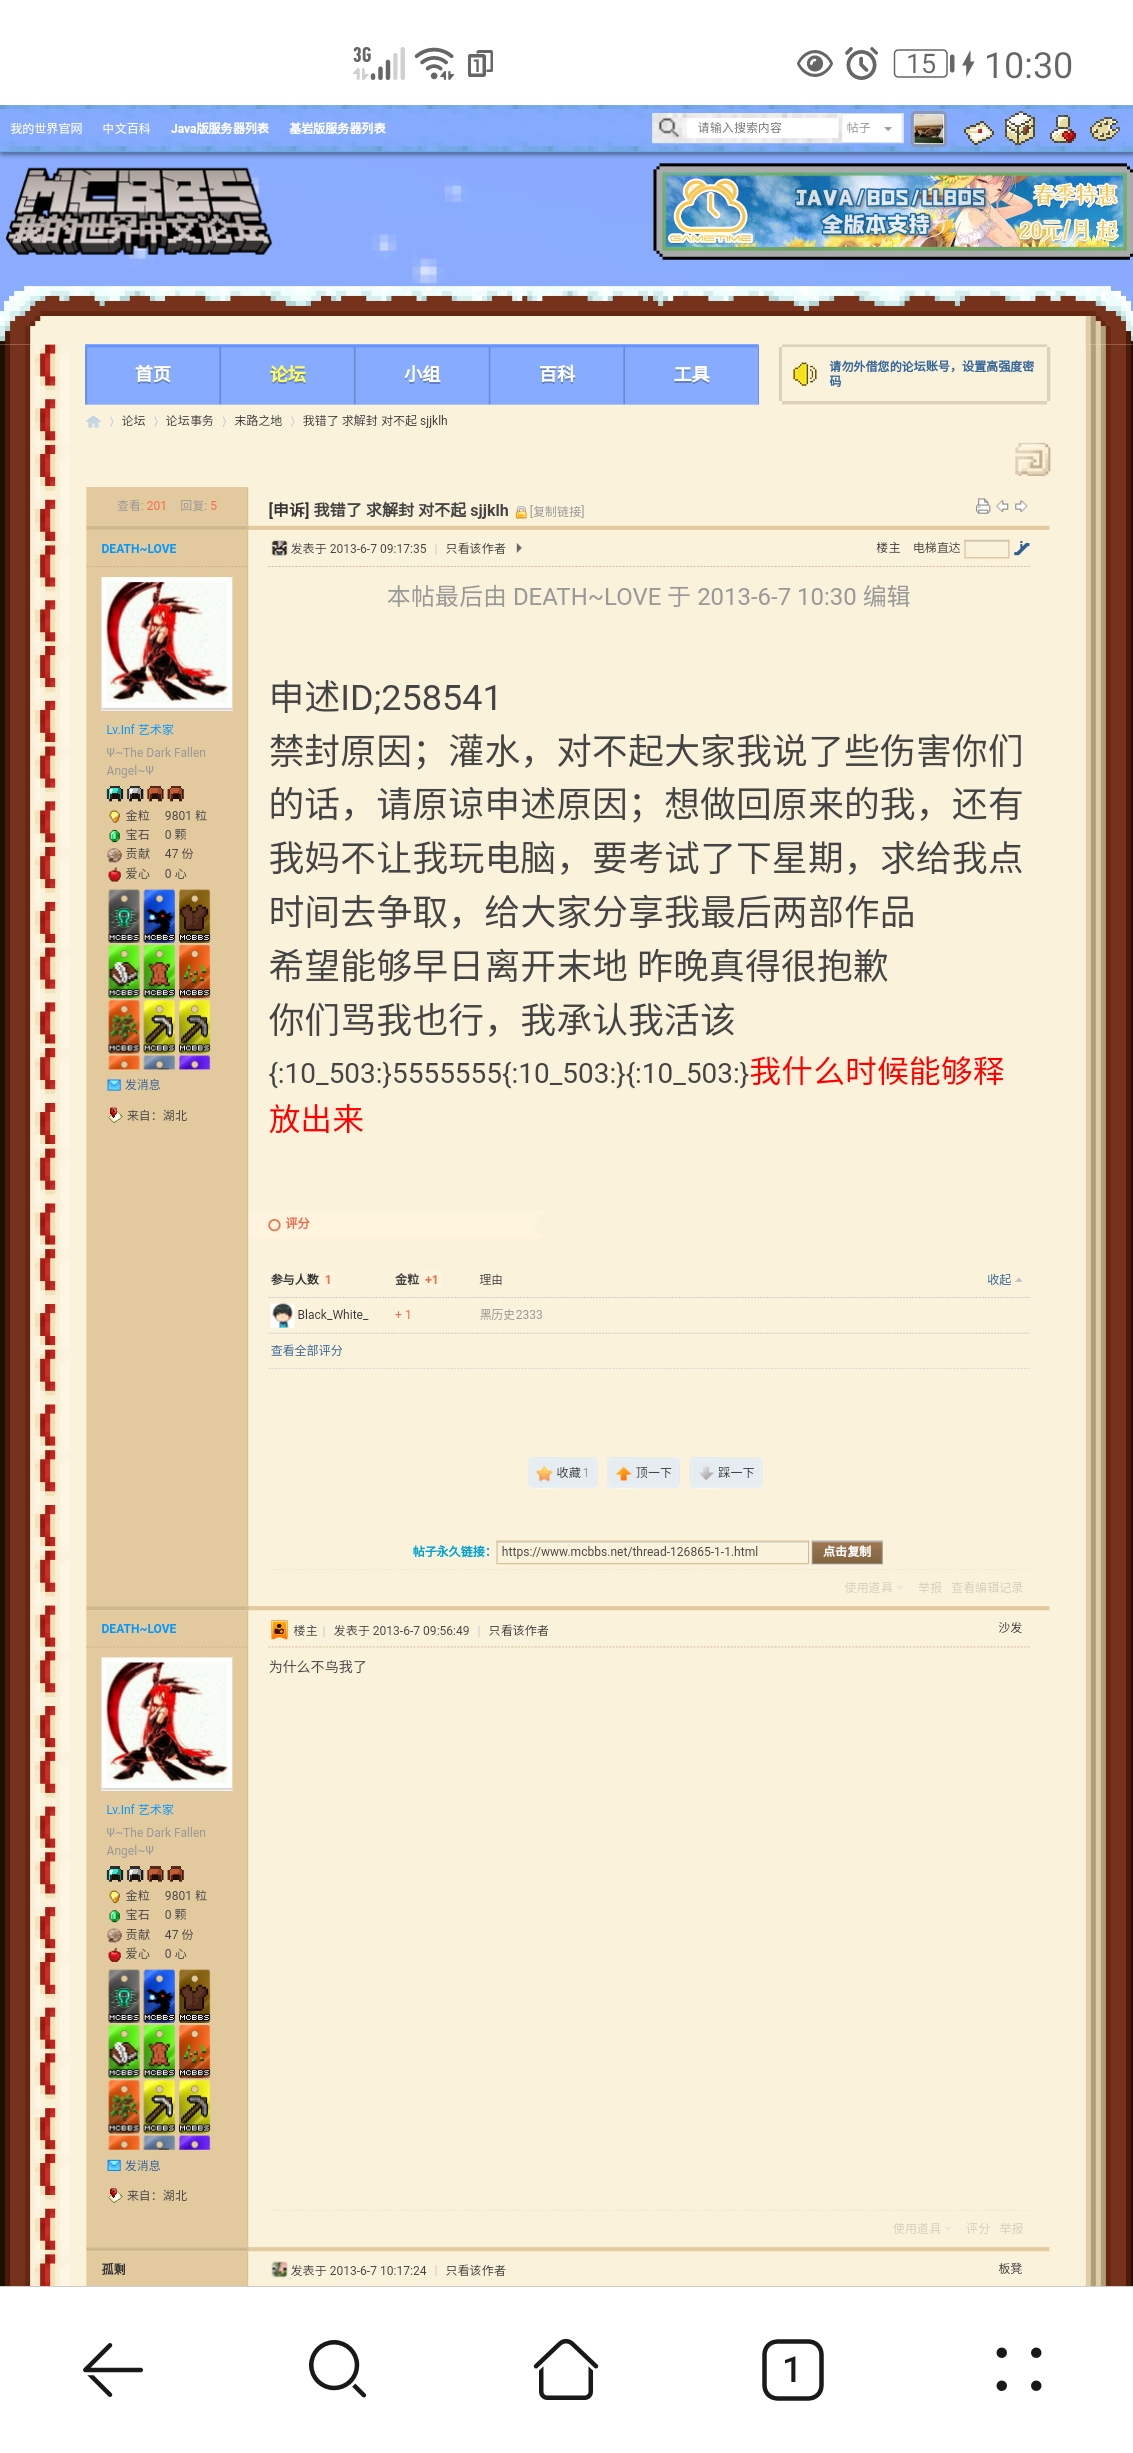 3G 1 15 10:30
我的世界官网 中文百科 Java版服务器列表 基岩版服务器列表 请输入搜索内容 帖子
MCBBS
我的世界中文论坛
GAMETIME JAVA/BDS/LLBDS 春季特惠
全版本支持 20元/月 起
首页 论坛 小组 百科 工具
请勿外借您的论坛账号，设置高强度密
码
论坛 论坛事务 末路之地 我错了 求解封 对不起 sjjklh
查看: 201 回复: 5
[申诉] 我错了 求解封 对不起 sjjklh [复制链接]
DEATH~LOVE
发表于 2013-6-7 09:17:35 | 只看该作者 楼主 电梯直达
本帖最后由 DEATH~LOVE 于 2013-6-7 10:30 编辑
申述ID;258541
禁封原因；灌水，对不起大家我说了些伤害你们
的话，请原谅申述原因；想做回原来的我，还有
我妈不让我玩电脑，要考试了下星期，求给我点
时间去争取，给大家分享我最后两部作品
希望能够早日离开末地 昨晚真得很抱歉
你们骂我也行，我承认我活该
{:10_503:}5555555{:10_503:}{:10_503:}我什么时候能够释
放出来
Lv.Inf 艺术家
Ψ~The Dark Fallen
Angel~Ψ
金粒 9801 粒
宝石 0 颗
贡献 47 份
爱心 0 心
MCBBS MCBBS MCBBS
MCBBS MCBBS MCBBS
MCBBS MCBBS MCBBS
发消息
来自：湖北
评分
参与人数 1 金粒 +1 理由 收起
Black_White_ + 1 黑历史2333
查看全部评分
收藏1 顶一下 踩一下
帖子永久链接: https://www.mcbbs.net/thread-126865-1-1.html 点击复制
使用道具 举报 查看编辑记录
DEATH~LOVE
楼主| 发表于 2013-6-7 09:56:49 | 只看该作者 沙发
为什么不鸟我了
Lv.Inf 艺术家
Ψ~The Dark Fallen
Angel~Ψ
金粒 9801 粒
宝石 0 颗
贡献 47 份
爱心 0 心
MCBBS MCBBS MCBBS
MCBBS MCBBS MCBBS
MCBBS MCBBS MCBBS
发消息
来自：湖北
使用道具 评分 举报
孤剩
发表于 2013-6-7 10:17:24 | 只看该作者 板凳
1